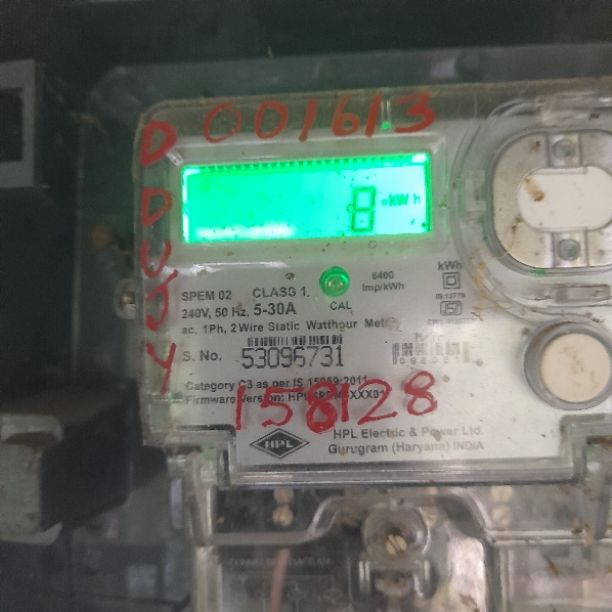 001613
DDUJY
8 kWh
SPEM 02 CLASS 1.
240V, 50 Hz, 5-30A
ac, 1Ph, 2 Wire Static Watthour Meter
6400
Imp/kWh
CAL
kWh
S. No. 53096731
Category C3 as per IS 15959:2011
Firmware Version:
158128
HPL
HPL Electric & Power Ltd.
Gurugram (Haryana) INDIA